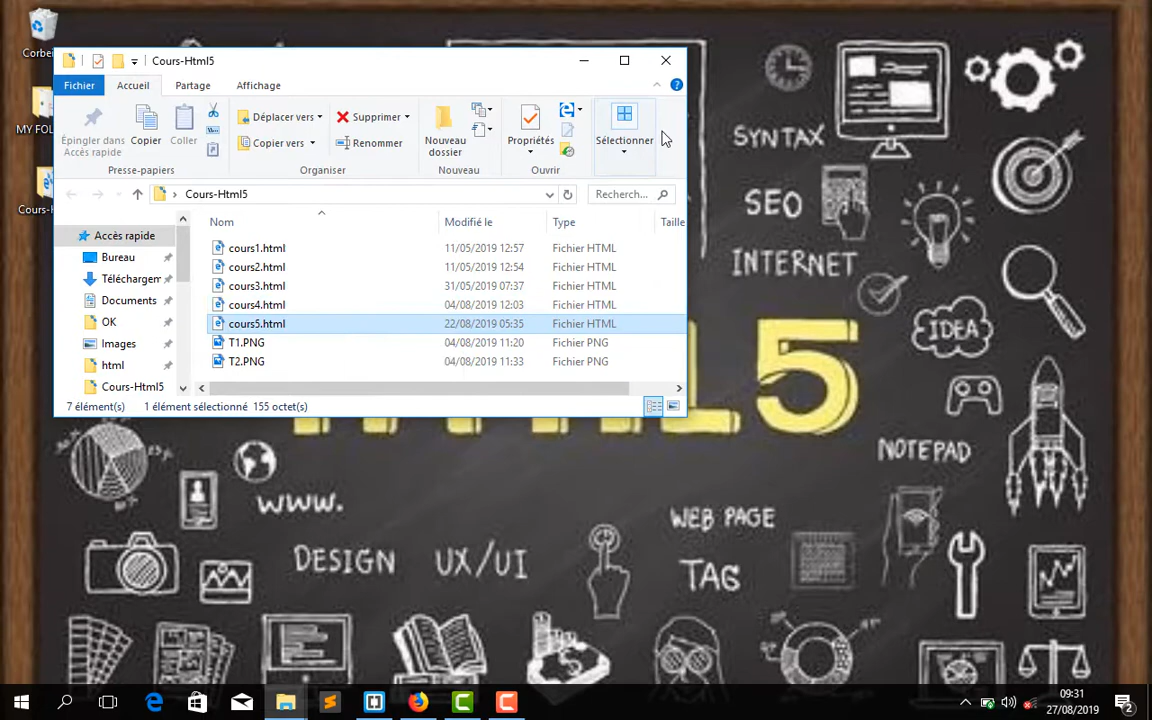 Corbei
MY FOL
Cours-H
Cours-Html5
Fichier
Accueil
Partage
Affichage
Épingler dans
Accès rapide
Copier
Coller
Presse-papiers
Déplacer vers
Copier vers
Supprimer
Renommer
Organiser
Nouveau
dossier
Nouveau
Propriétés
Ouvrir
Sélectionner
Cours-Html5
Recherch...
Nom
Modifié le
Type
Taille
Accès rapide
Bureau
Téléchargem
Documents
OK
Images
html
Cours-Html5
cours1.html 11/05/2019 12:57 Fichier HTML
cours2.html 11/05/2019 12:54 Fichier HTML
cours3.html 31/05/2019 07:37 Fichier HTML
cours4.html 04/08/2019 12:03 Fichier HTML
cours5.html 22/08/2019 05:35 Fichier HTML
T1.PNG 04/08/2019 11:20 Fichier PNG
T2.PNG 04/08/2019 11:33 Fichier PNG
7 élément(s) 1 élément sélectionné 155 octet(s)
SYNTAX
SEO
INTERNET
IDEA
5
NOTEPAD
www.
WEB PAGE
DESIGN
UX/UI
TAG
09:31
27/08/2019
2